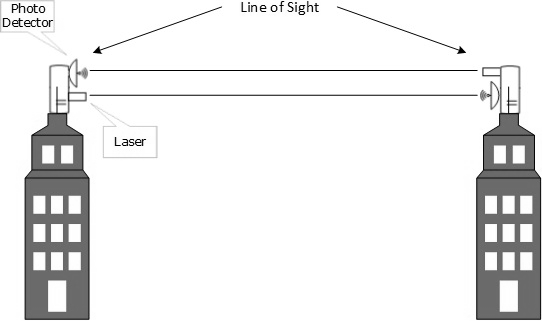 Photo
Detector
Line of Sight
Laser